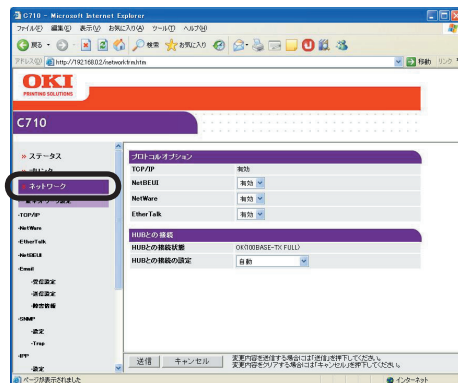 C710 - Microsoft Internet Explorer
ファイル(F) 編集(E) 表示(V) お気に入り(A) ツール(T) ヘルプ(H)
戻る 検索 お気に入り
アドレス(D) http://192.168.0.2/networkfrm.htm 移動 リンク
OKI
PRINTING SOLUTIONS
C710
» ステータス
ネットワーク
-TCP/IP
-NetWare
-EtherTalk
-NetBEUI
-Email
-受信設定
-送信設定
-障害情報
-SNMP
-設定
-Trap
-IPP
-設定
プロトコルオプション
TCP/IP 有効
NetBEUI 有効
NetWare 有効
EtherTalk 有効
HUBとの接続
HUBとの接続状態 OK(100BASE-TX FULL)
HUBとの接続の設定 自動
送信 キャンセル
変更内容を送信する場合には「送信」を押下してください。
変更内容をクリアする場合には「キャンセル」を押下してください。
ページが表示されました インターネット